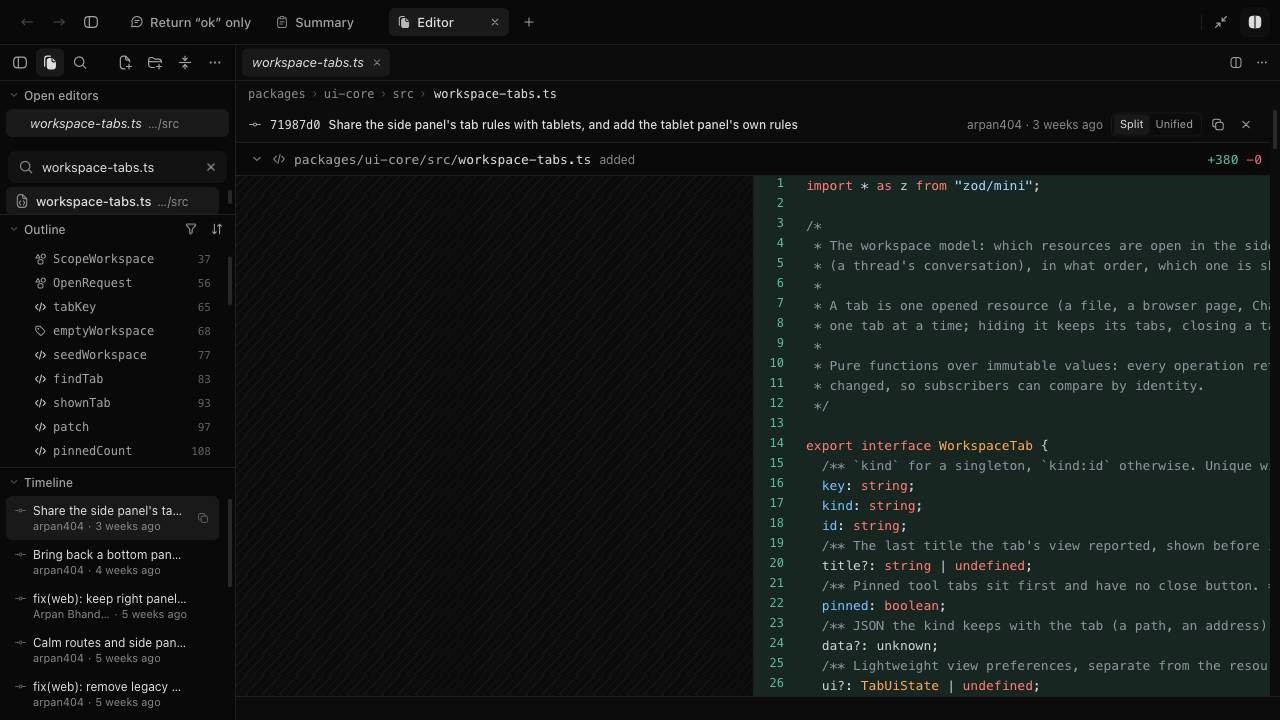 Return “ok” only
Summary
Editor
workspace-tabs.ts
Open editors
workspace-tabs.ts .../src
workspace-tabs.ts
workspace-tabs.ts .../src
Outline
ScopeWorkspace 37
OpenRequest 56
tabKey 65
emptyWorkspace 68
seedWorkspace 77
findTab 83
shownTab 93
patch 97
pinnedCount 108
Timeline
Share the side panel's ta...
arpan404 · 3 weeks ago
Bring back a bottom pan...
arpan404 · 4 weeks ago
fix(web): keep right panel...
Arpan Bhand... · 5 weeks ago
Calm routes and side pan...
arpan404 · 5 weeks ago
fix(web): remove legacy ...
arpan404 · 5 weeks ago
packages › ui-core › src › workspace-tabs.ts
71987d0 Share the side panel's tab rules with tablets, and add the tablet panel's own rules arpan404 · 3 weeks ago Split Unified
packages/ui-core/src/workspace-tabs.ts added +380 −0
1 import * as z from "zod/mini";
2
3 /*
4  * The workspace model: which resources are open in the side
5  * (a thread's conversation), in what order, which one is
6  *
7  * A tab is one opened resource (a file, a browser page,
8  * one tab at a time; hiding it keeps its tabs, closing a
9  *
10  * Pure functions over immutable values: every operation
11  * changed, so subscribers can compare by identity.
12  */
13
14 export interface WorkspaceTab {
15   /** `kind` for a singleton, `kind:id` otherwise. Unique
16   key: string;
17   kind: string;
18   id: string;
19   /** The last title the tab's view reported, shown before
20   title?: string | undefined;
21   /** Pinned tool tabs sit first and have no close button.
22   pinned: boolean;
23   /** JSON the kind keeps with the tab (a path, an address)
24   data?: unknown;
25   /** Lightweight view preferences, separate from the
26   ui?: TabUiState | undefined;